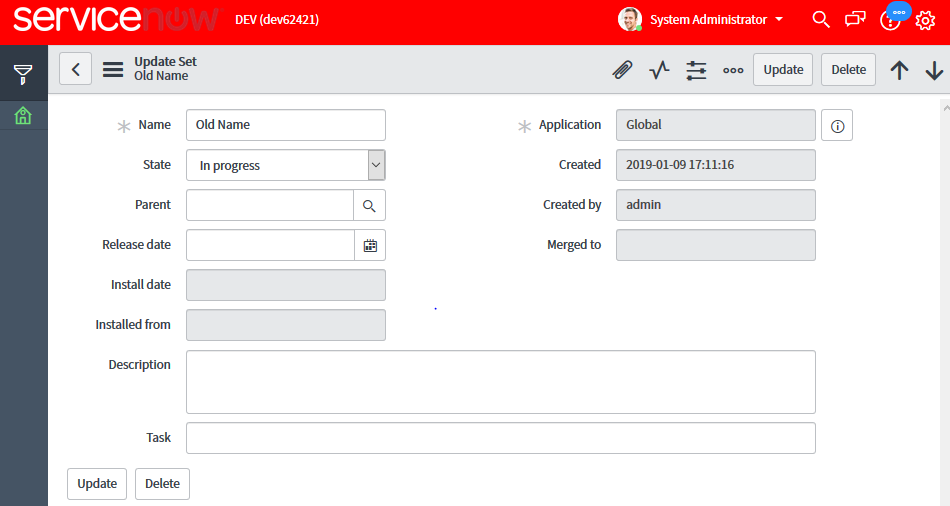 servicenow DEV (dev62421) System Administrator
Update Set
Old Name
Update Delete
Name Old Name Application Global
State In progress Created 2019-01-09 17:11:16
Parent Created by admin
Release date Merged to
Install date
Installed from
Description
Task
Update Delete